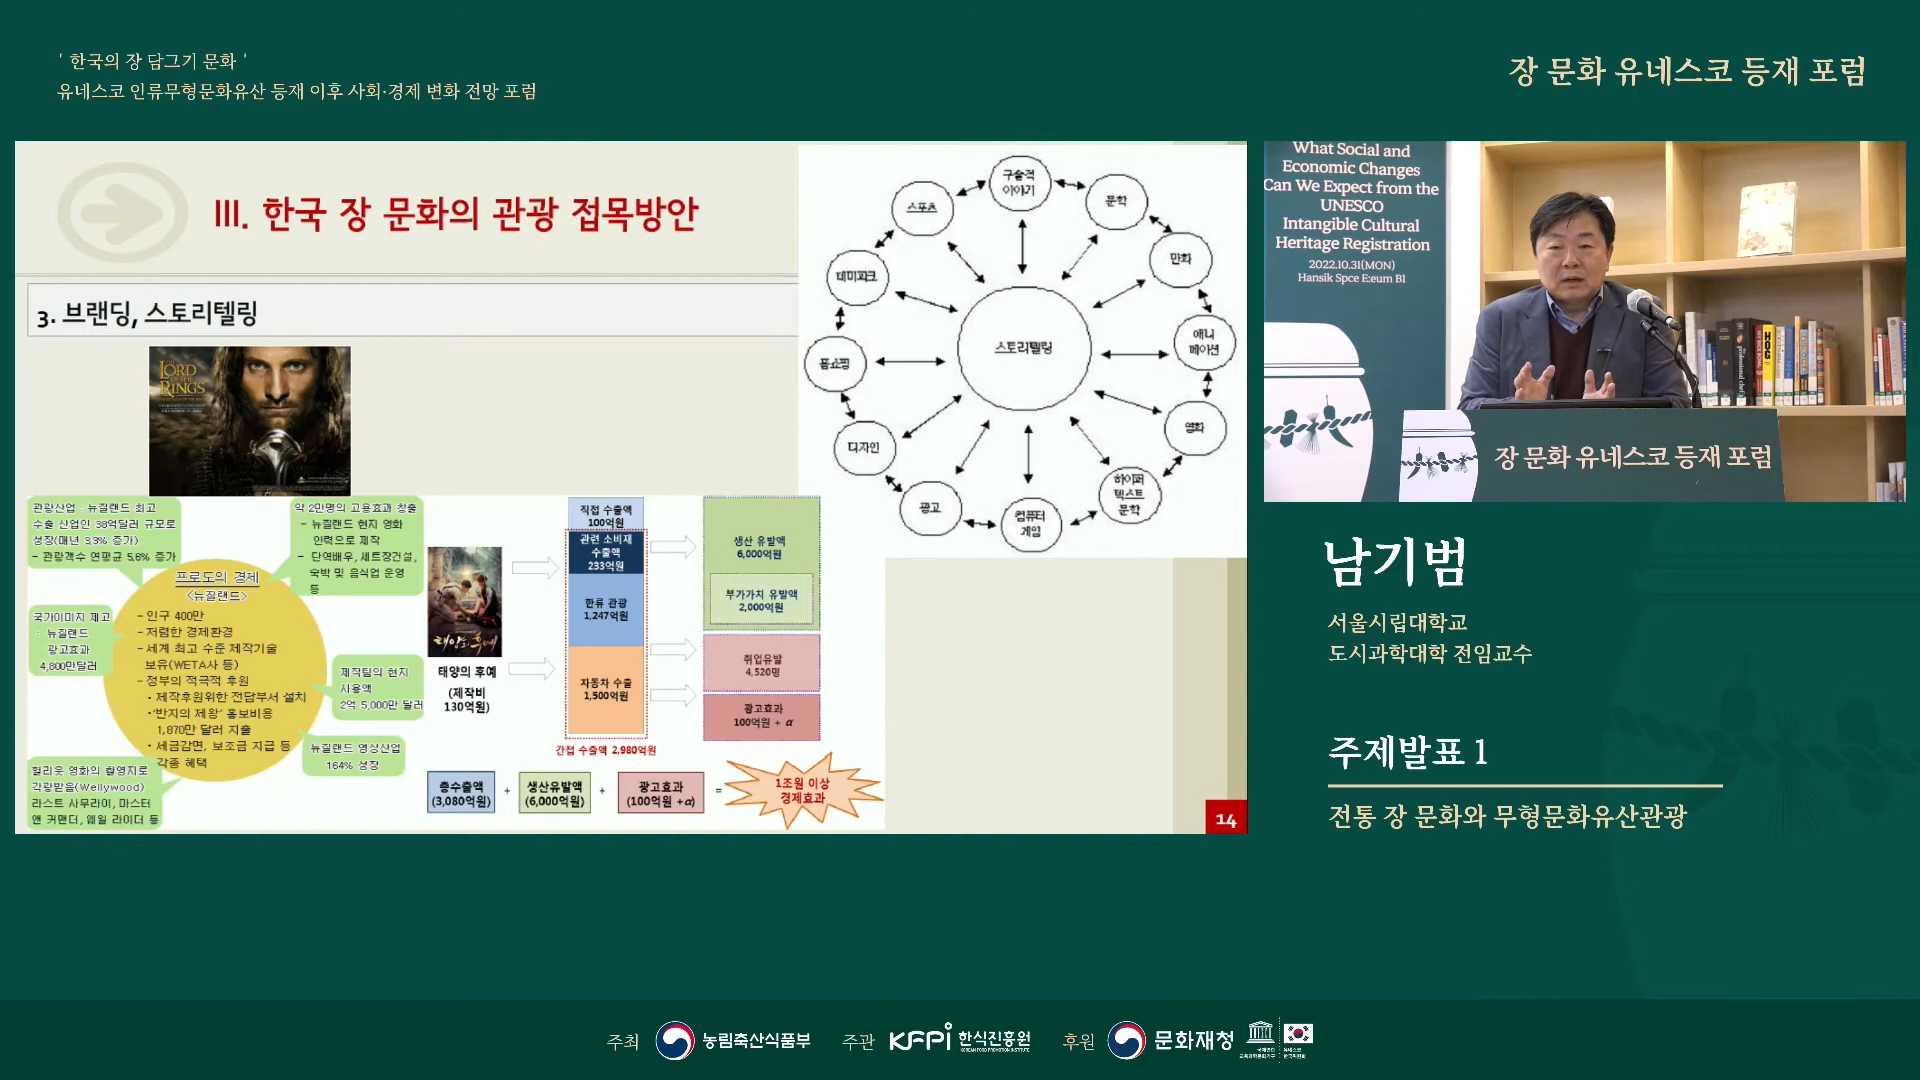 ' 한국의 장 담그기 문화 '
유네스코 인류무형문화유산 등재 이후 사회·경제 변화 전망 포럼
장 문화 유네스코 등재 포럼
III. 한국 장 문화의 관광 접목방안
3. 브랜딩, 스토리텔링
THE
LORD
OF THE
RINGS
관광산업 : 뉴질랜드 최고
수출 산업인 38억달러 규모로
성장(매년 3.3% 증가)
- 관광객수 연평균 5.6% 증가
약 2만명의 고용효과 창출
- 뉴질랜드 현지 영화
인력으로 제작
- 단역배우, 세트장건설,
숙박 및 음식업 운영
등
프로도의 경제
<뉴질랜드>
- 인구 400만
- 저렴한 경제환경
- 세계 최고 수준 제작기술
보유(WETA사 등)
- 정부의 적극적 후원
• 제작후원위한 전담부서 설치
• '반지의 제왕' 홍보비용
1,870만 달러 지출
• 세금감면, 보조금 지급 등
각종 혜택
국가이미지 제고
: 뉴질랜드
광고효과
4,800만달러
제작팀의 현지
사용액
2억 5,000만 달러
뉴질랜드 영상산업
164% 성장
헐리웃 영화의 촬영지로
각광받음(Wellywood)
라스트 사무라이, 마스터
앤 커맨더, 웨일 라이더 등
태양의 후예
태양의 후예
(제작비
130억원)
직접 수출액
100억원
관련 소비재
수출액
233억원
한류 관광
1,247억원
자동차 수출
1,500억원
간접 수출액 2,980억원
생산 유발액
6,000억원
부가가치 유발액
2,000억원
취업유발
4,520명
광고효과
100억원 + α
총수출액
(3,080억원)
+
생산유발액
(6,000억원)
+
광고효과
(100억원 +α)
=
1조원 이상
경제효과
구술적
이야기
문학
만화
애니
메이션
영화
하이퍼
텍스트
문학
컴퓨터
게임
광고
디자인
홈쇼핑
테마파크
스포츠
스토리텔링
14
What Social and
Economic Changes
Can We Expect from the
UNESCO
Intangible Cultural
Heritage Registration
2022.10.31(MON)
Hansik Spce E:eum B1
HOG
장 문화 유네스코 등재 포럼
남기범
서울시립대학교
도시과학대학 전임교수
주제발표 1
전통 장 문화와 무형문화유산관광
주최 농림축산식품부 주관 KFPi 한식진흥원 후원 문화재청